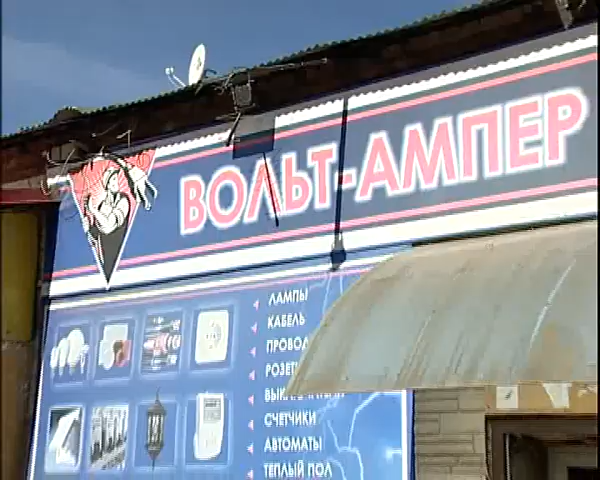 ВОЛЬТ-АМПЕР
ЛАМПЫ
КАБЕЛЬ
СЧЕТЧИКИ
АВТОМАТЫ
ТЕПЛЫЙ ПОЛ